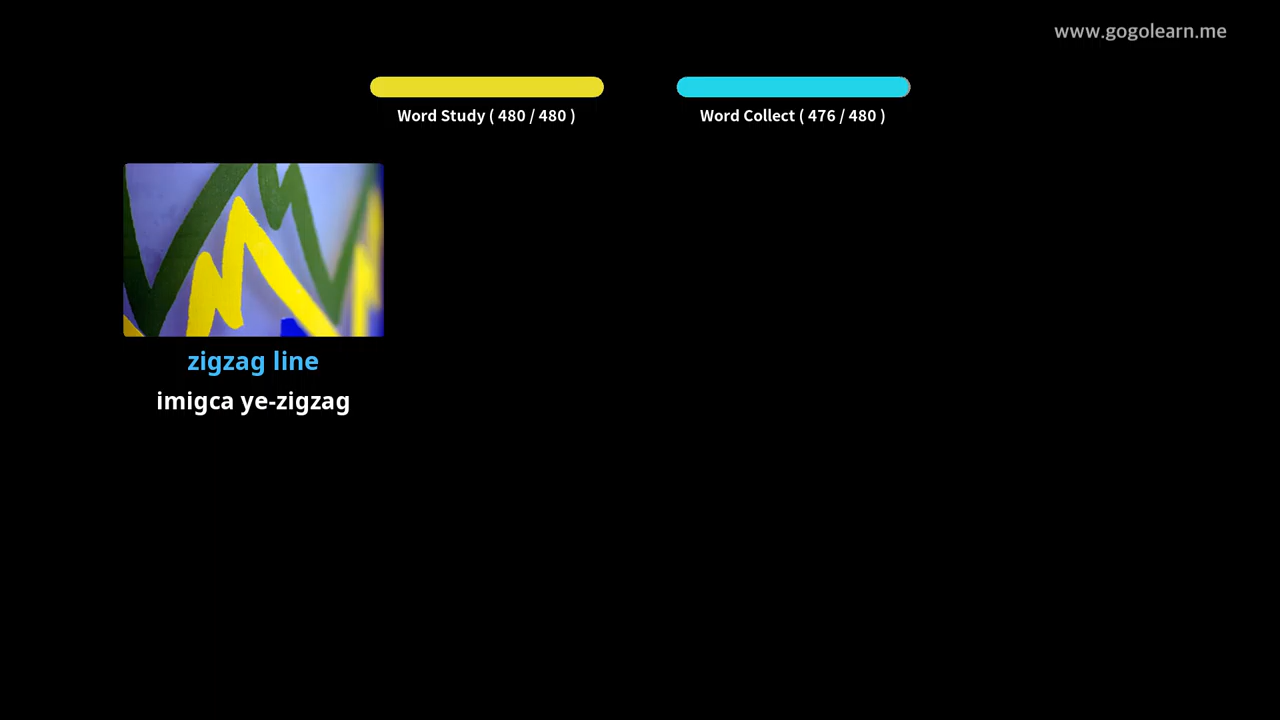 www.gogolearn.me
Word Study ( 480 / 480 )
Word Collect ( 476 / 480 )
zigzag line
imigca ye-zigzag